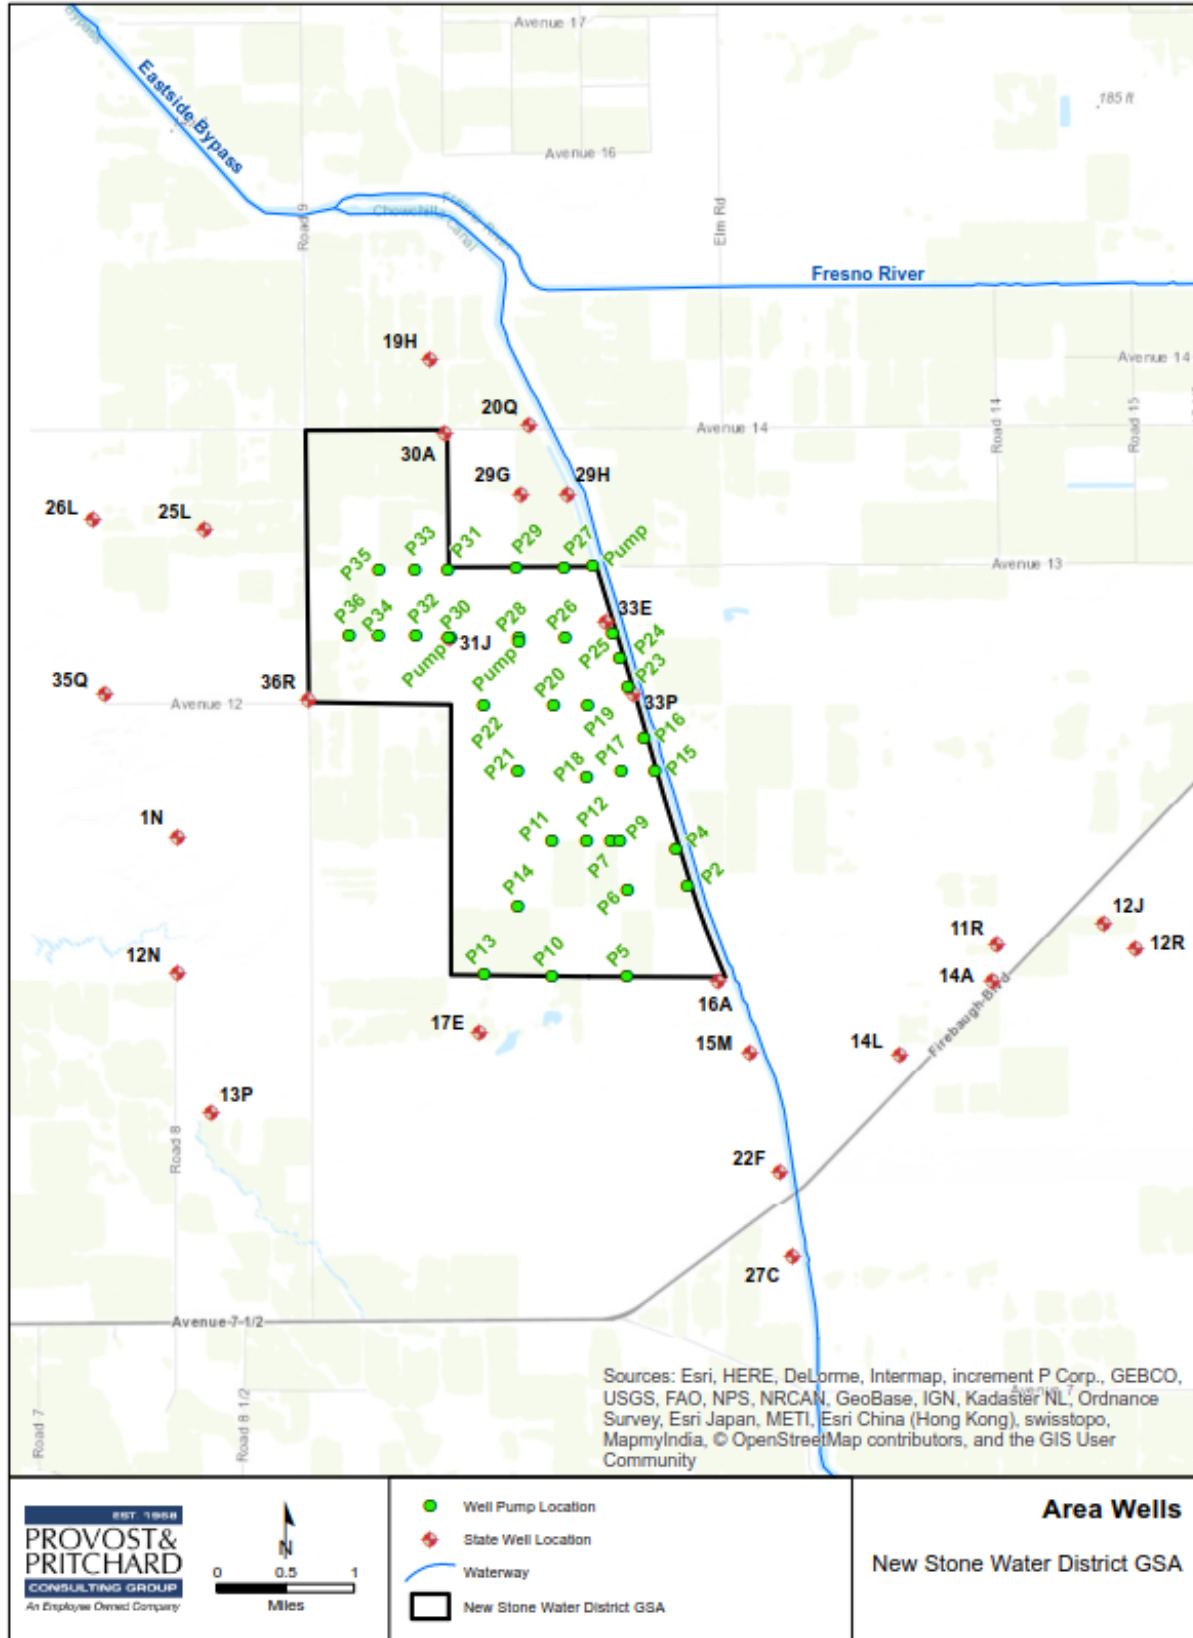 Avenue 17
Bypass
Eastside Bypass
185 ft
Avenue 16
Road 9
Fresno River
Chowchilla Canal
Elm Rd
Fresno River
19H
Avenue 14
20Q
Avenue 14
30A
Road 14
Road 15
29G
29H
26L
25L
P35
P33
P31
P29
P27
Pump
Avenue 13
P36
P34
P32
P30
P28
P26
33E
31J
Pump
Pump
P25
P24
P23
35Q
36R
Avenue 12
P22
P20
P19
33P
P16
P21
P18
P17
P15
1N
P11
P12
P9
P4
P7
P2
P14
P6
12J
11R
12R
12N
P13
P10
P5
14A
16A
17E
15M
14L
Firebaugh Blvd
13P
Road 8
22F
27C
Avenue 7-1/2
Road 7
Road 8 1/2
Avenue 7
Sources: Esri, HERE, DeLorme, Intermap, increment P Corp., GEBCO,
USGS, FAO, NPS, NRCAN, GeoBase, IGN, Kadaster NL, Ordnance
Survey, Esri Japan, METI, Esri China (Hong Kong), swisstopo,
MapmyIndia, © OpenStreetMap contributors, and the GIS User
Community
EST. 1968
PROVOST&
PRITCHARD
CONSULTING GROUP
An Employee Owned Company
N
0 0.5 1
Miles
Well Pump Location
State Well Location
Waterway
New Stone Water District GSA
Area Wells
New Stone Water District GSA